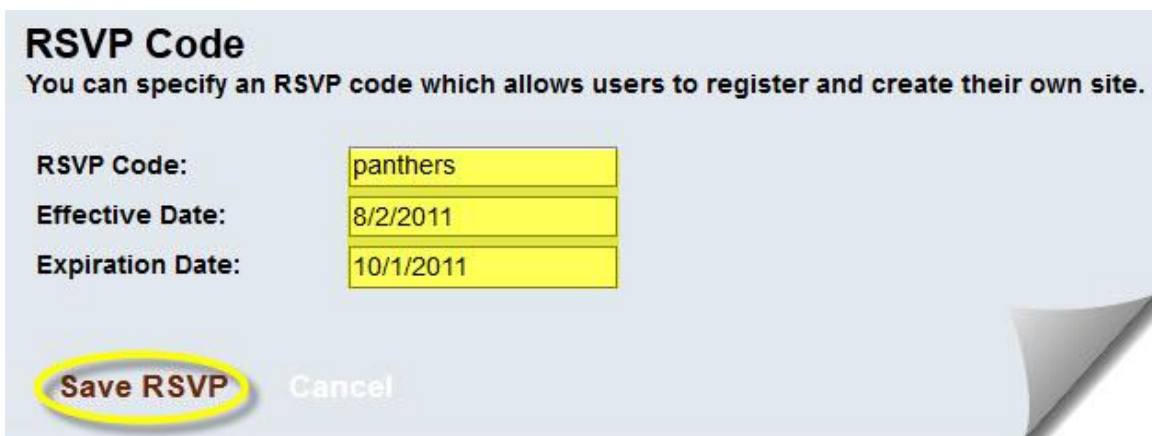 RSVP Code
You can specify an RSVP code which allows users to register and create their own site.
RSVP Code: panthers
Effective Date: 8/2/2011
Expiration Date: 10/1/2011
Save RSVP Cancel